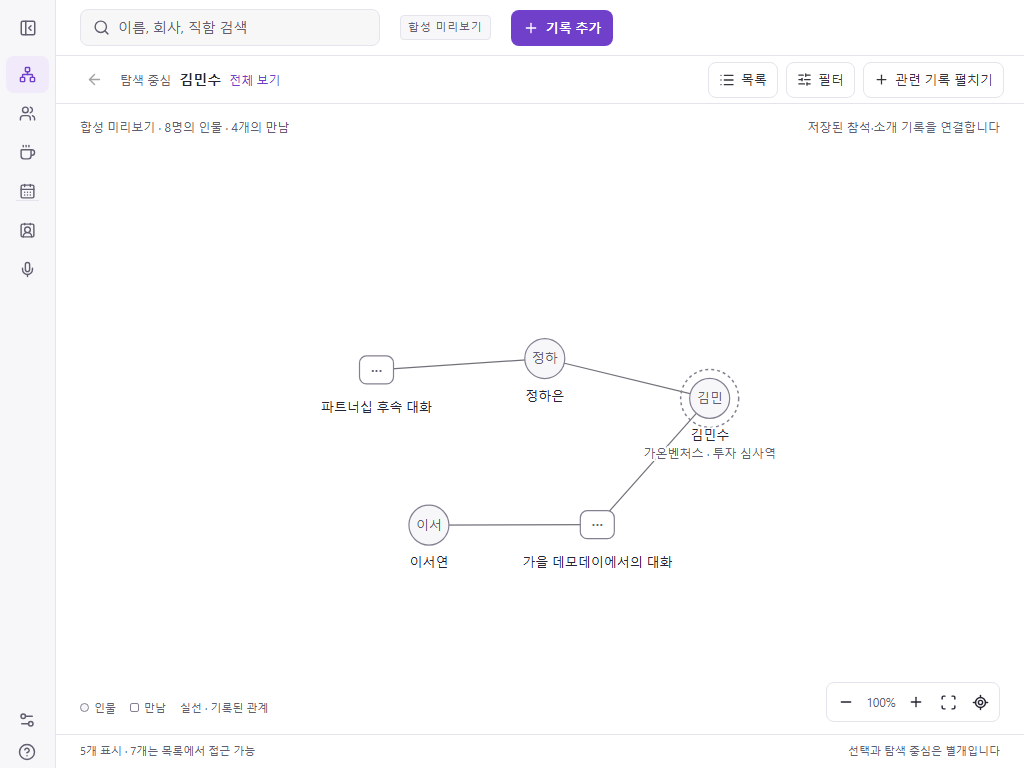 이름, 회사, 직함 검색
합성 미리보기
기록 추가
탐색 중심 김민수 전체 보기
목록
필터
관련 기록 펼치기
합성 미리보기 · 8명의 인물 · 4개의 만남
저장된 참석·소개 기록을 연결합니다
정하
정하은
파트너십 후속 대화
김민
김민수
가온벤처스 · 투자 심사역
이서
이서연
가을 데모데이에서의 대화
인물
만남
실선 · 기록된 관계
100%
5개 표시 · 7개는 목록에서 접근 가능
선택과 탐색 중심은 별개입니다